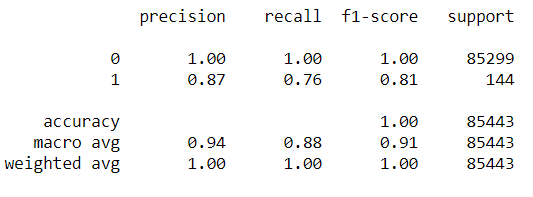 precision recall f1-score support
0 1.00 1.00 1.00 85299
1 0.87 0.76 0.81 144
accuracy 1.00 85443
macro avg 0.94 0.88 0.91 85443
weighted avg 1.00 1.00 1.00 85443